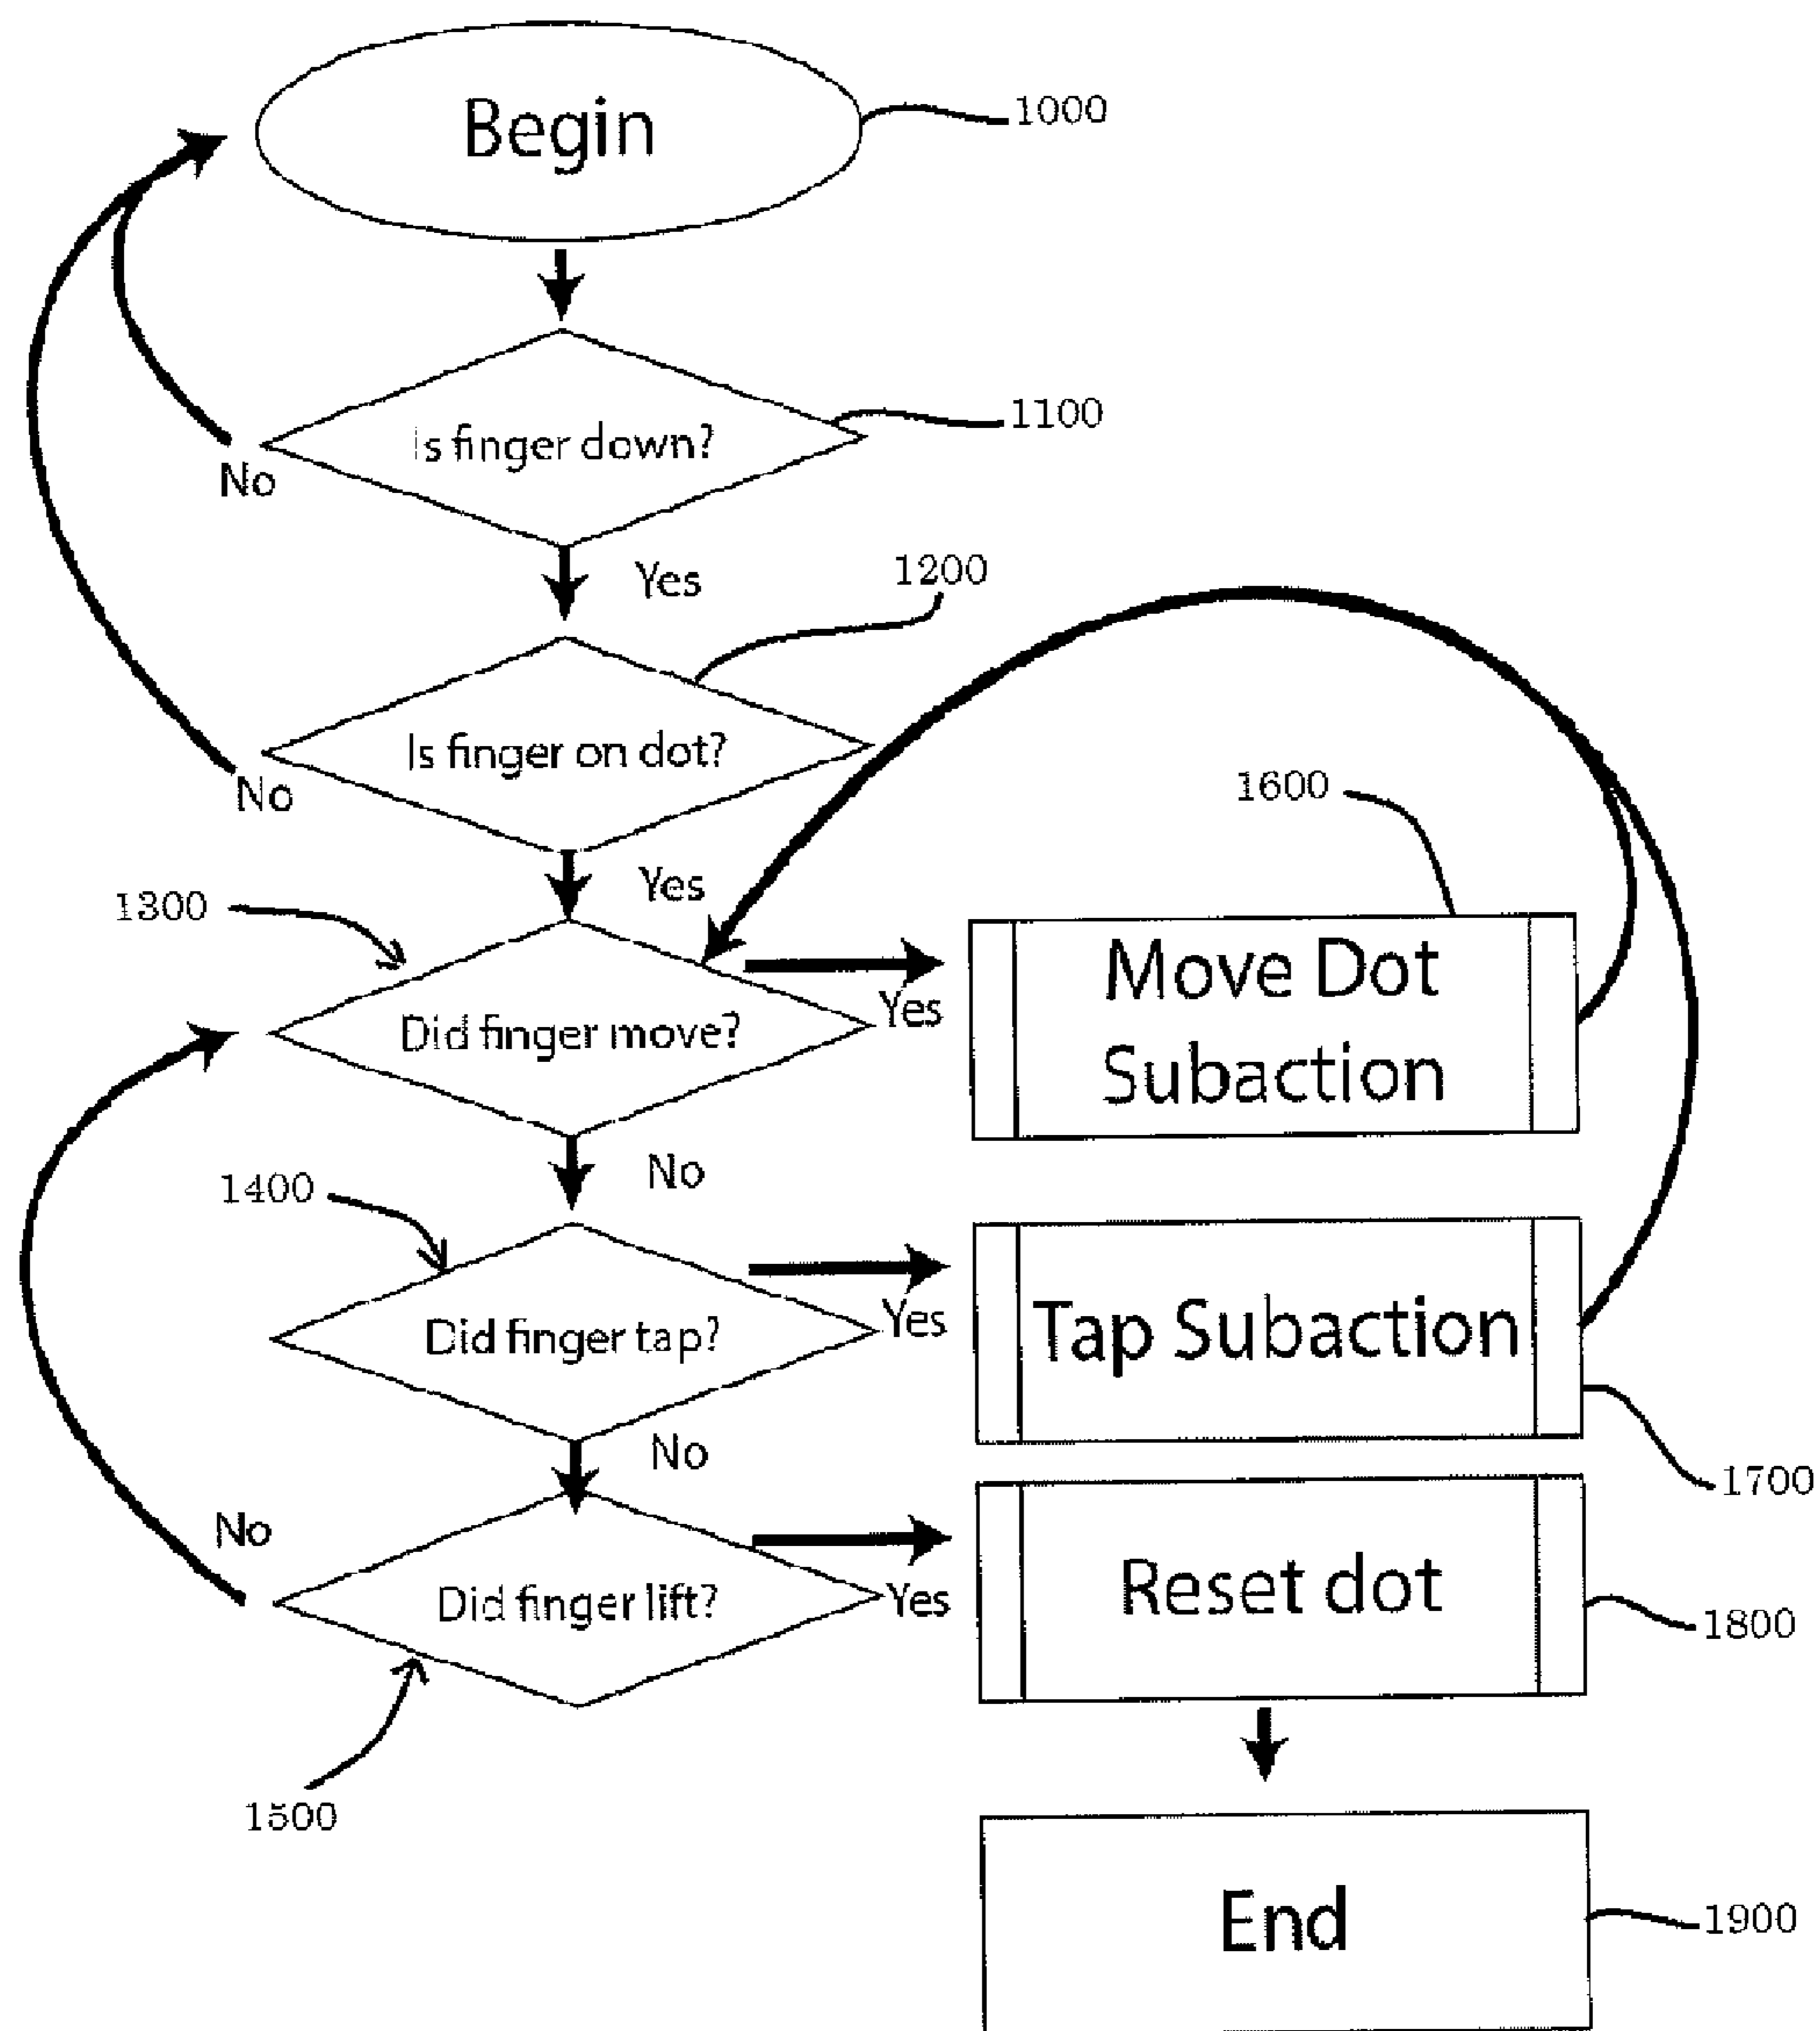 Begin
1000
Is finger down?
1100
No
Yes
1200
Is finger on dot?
No
Yes
1300
1600
Did finger move?
Yes
Move Dot
Subaction
No
1400
Did finger tap?
Yes
Tap Subaction
1700
No
No
Did finger lift?
Yes
Reset dot
1800
1500
End
1900